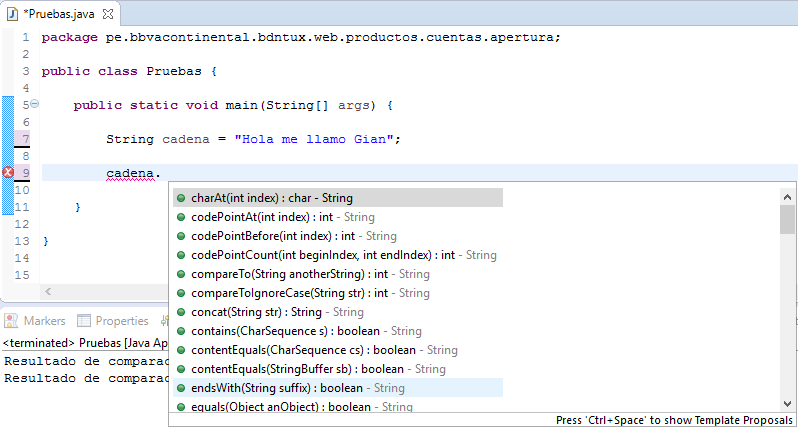 *Pruebas.java
1 package pe.bbvacontinental.bdntux.web.productos.cuentas.apertura;
2
3 public class Pruebas {
4
5 public static void main(String[] args) {
6
7 String cadena = "Hola me llamo Gian";
8
9 cadena.
10
11 }
12
13 }
14
15
charAt(int index) : char - String
codePointAt(int index) : int - String
codePointBefore(int index) : int - String
codePointCount(int beginIndex, int endIndex) : int - String
compareTo(String anotherString) : int - String
compareToIgnoreCase(String str) : int - String
concat(String str) : String - String
contains(CharSequence s) : boolean - String
contentEquals(CharSequence cs) : boolean - String
contentEquals(StringBuffer sb) : boolean - String
endsWith(String suffix) : boolean - String
equals(Object anObject) : boolean - String
Press 'Ctrl+Space' to show Template Proposals
Markers Properties
<terminated> Pruebas [Java Ap
Resultado de comparac
Resultado de comparac